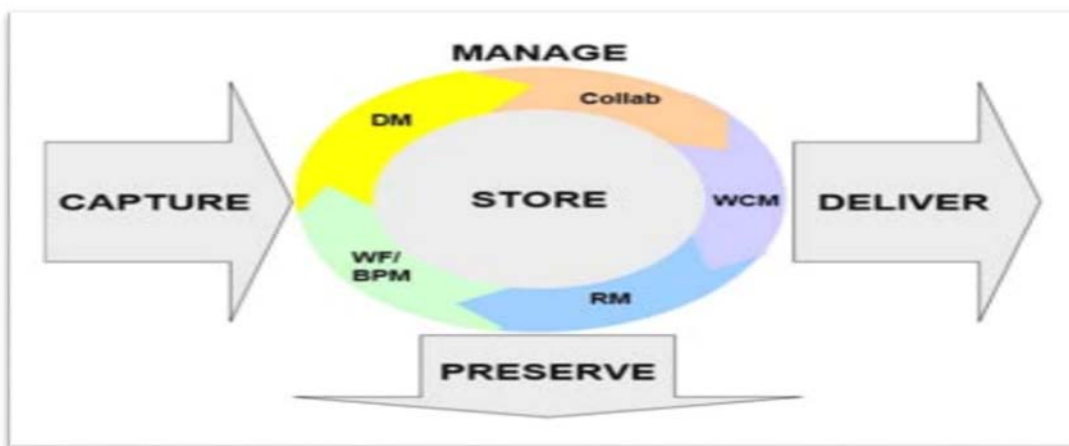 MANAGE
Collab
DM
CAPTURE
STORE
WCM
DELIVER
WF/
BPM
RM
PRESERVE